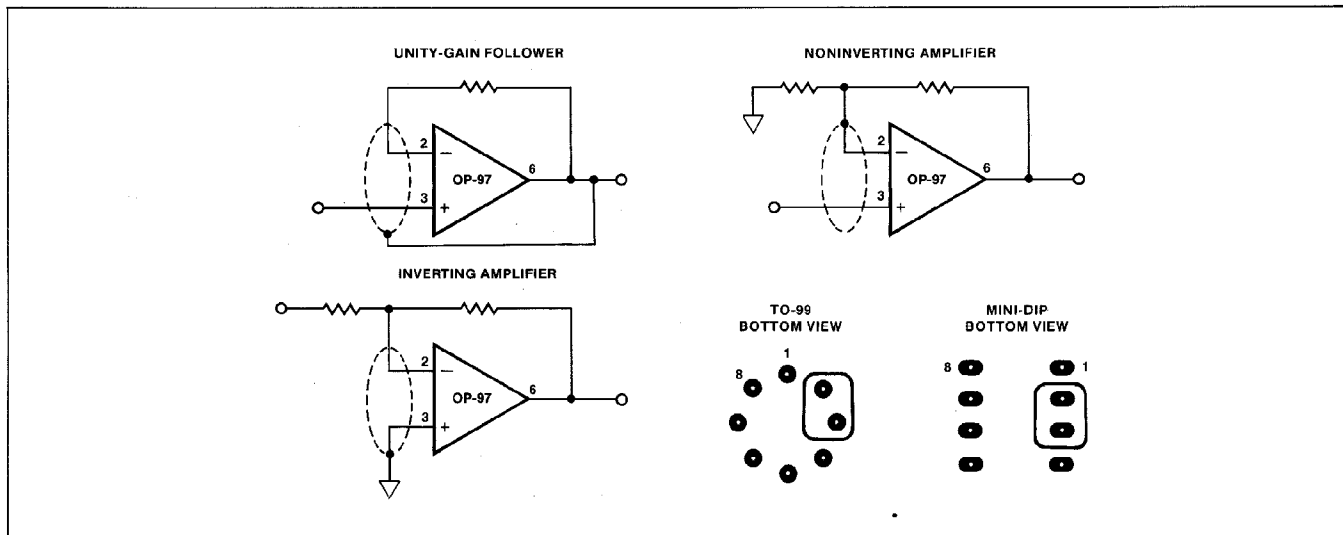 UNITY-GAIN FOLLOWER
2
−
OP-97
6
3
+
NONINVERTING AMPLIFIER
2
−
OP-97
6
3
+
INVERTING AMPLIFIER
2
−
OP-97
6
3
+
TO-99
BOTTOM VIEW
1
8
MINI-DIP
BOTTOM VIEW
8
1